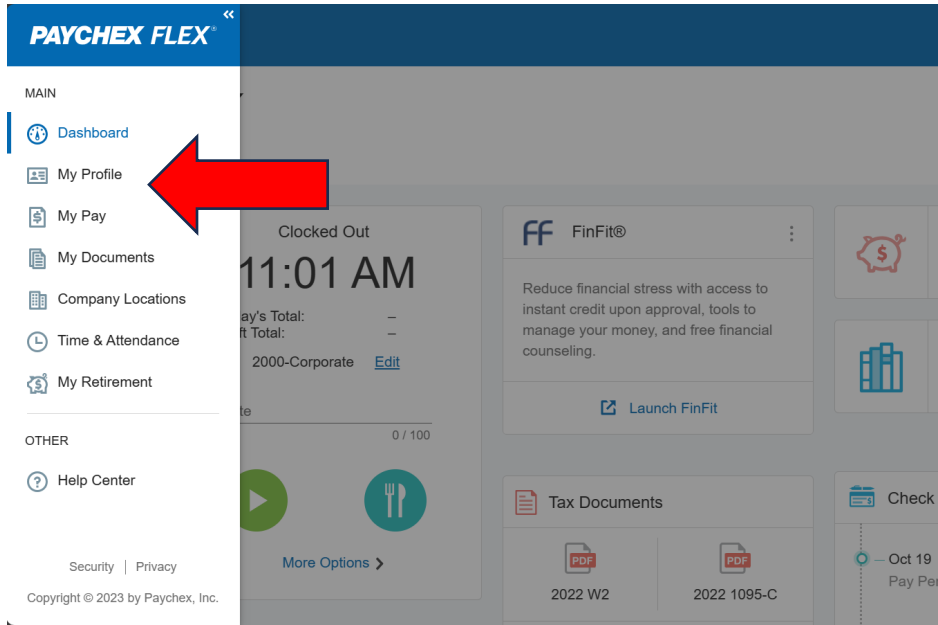 «
PAYCHEX FLEX®
MAIN
Dashboard
My Profile
My Pay
My Documents
Company Locations
Time & Attendance
My Retirement
OTHER
Help Center
Security | Privacy
Copyright © 2023 by Paychex, Inc.
Clocked Out
11:01 AM
ay's Total: –
ft Total: –
2000-Corporate Edit
te
0 / 100
More Options
FF FinFit®
Reduce financial stress with access to
instant credit upon approval, tools to
manage your money, and free financial
counseling.
Launch FinFit
Tax Documents
PDF
2022 W2
PDF
2022 1095-C
Check
Oct 19
Pay Per